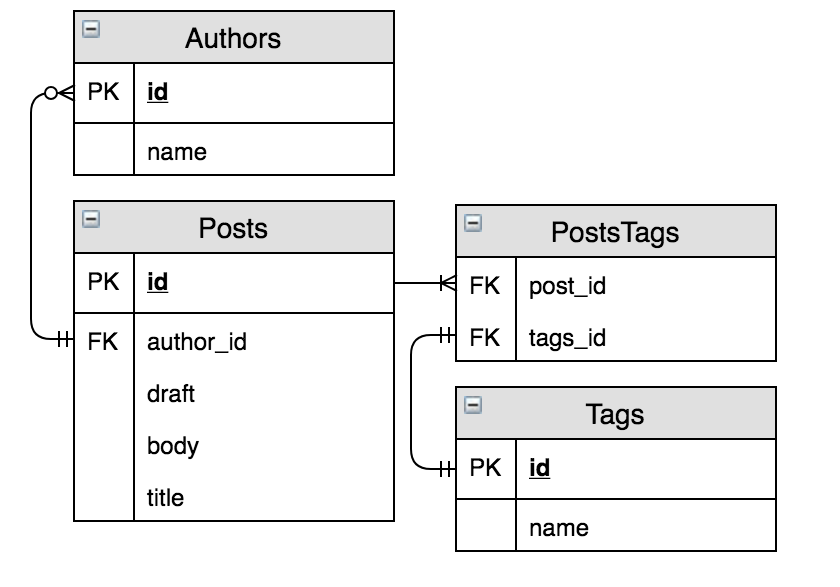 Authors
PK id
name
Posts
PK id
FK author_id
draft
body
title
PostsTags
FK post_id
FK tags_id
Tags
PK id
name